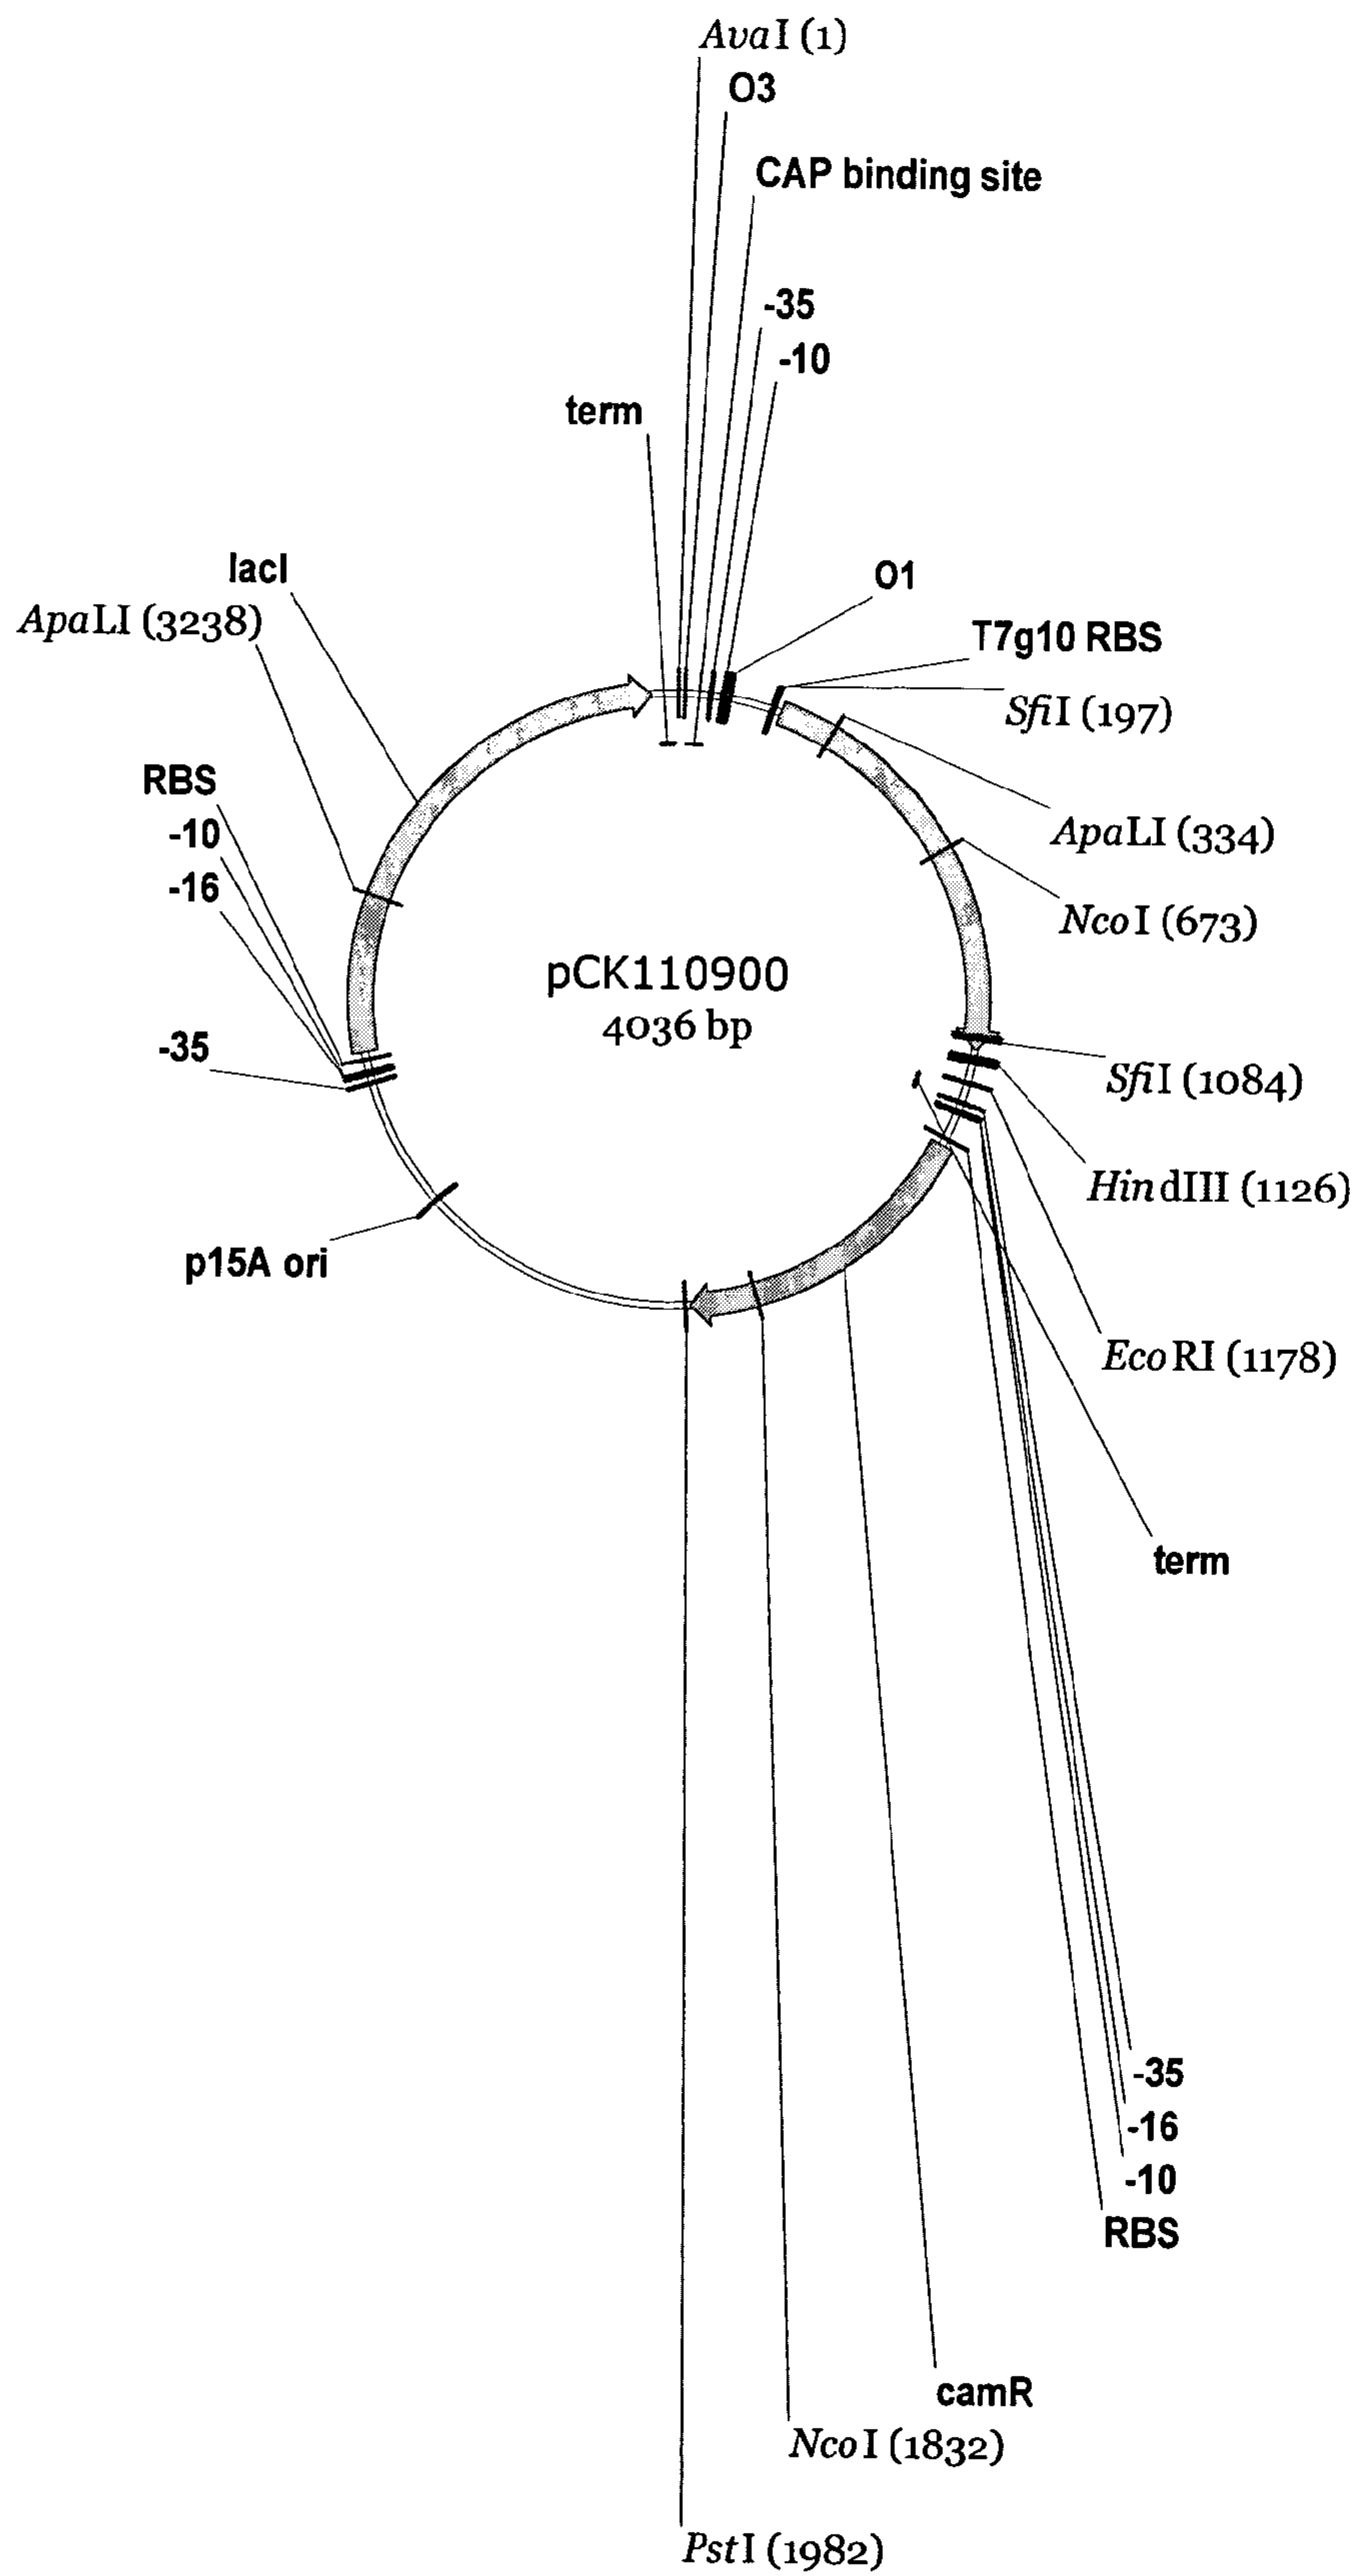 AvaI (1)
O3
CAP binding site
-35
-10
term
lacI
O1
ApaLI (3238)
T7g10 RBS
SfiI (197)
RBS
-10
-16
ApaLI (334)
NcoI (673)
pCK110900
4036 bp
-35
SfiI (1084)
HindIII (1126)
p15A ori
EcoRI (1178)
term
-35
-16
-10
RBS
camR
NcoI (1832)
PstI (1982)